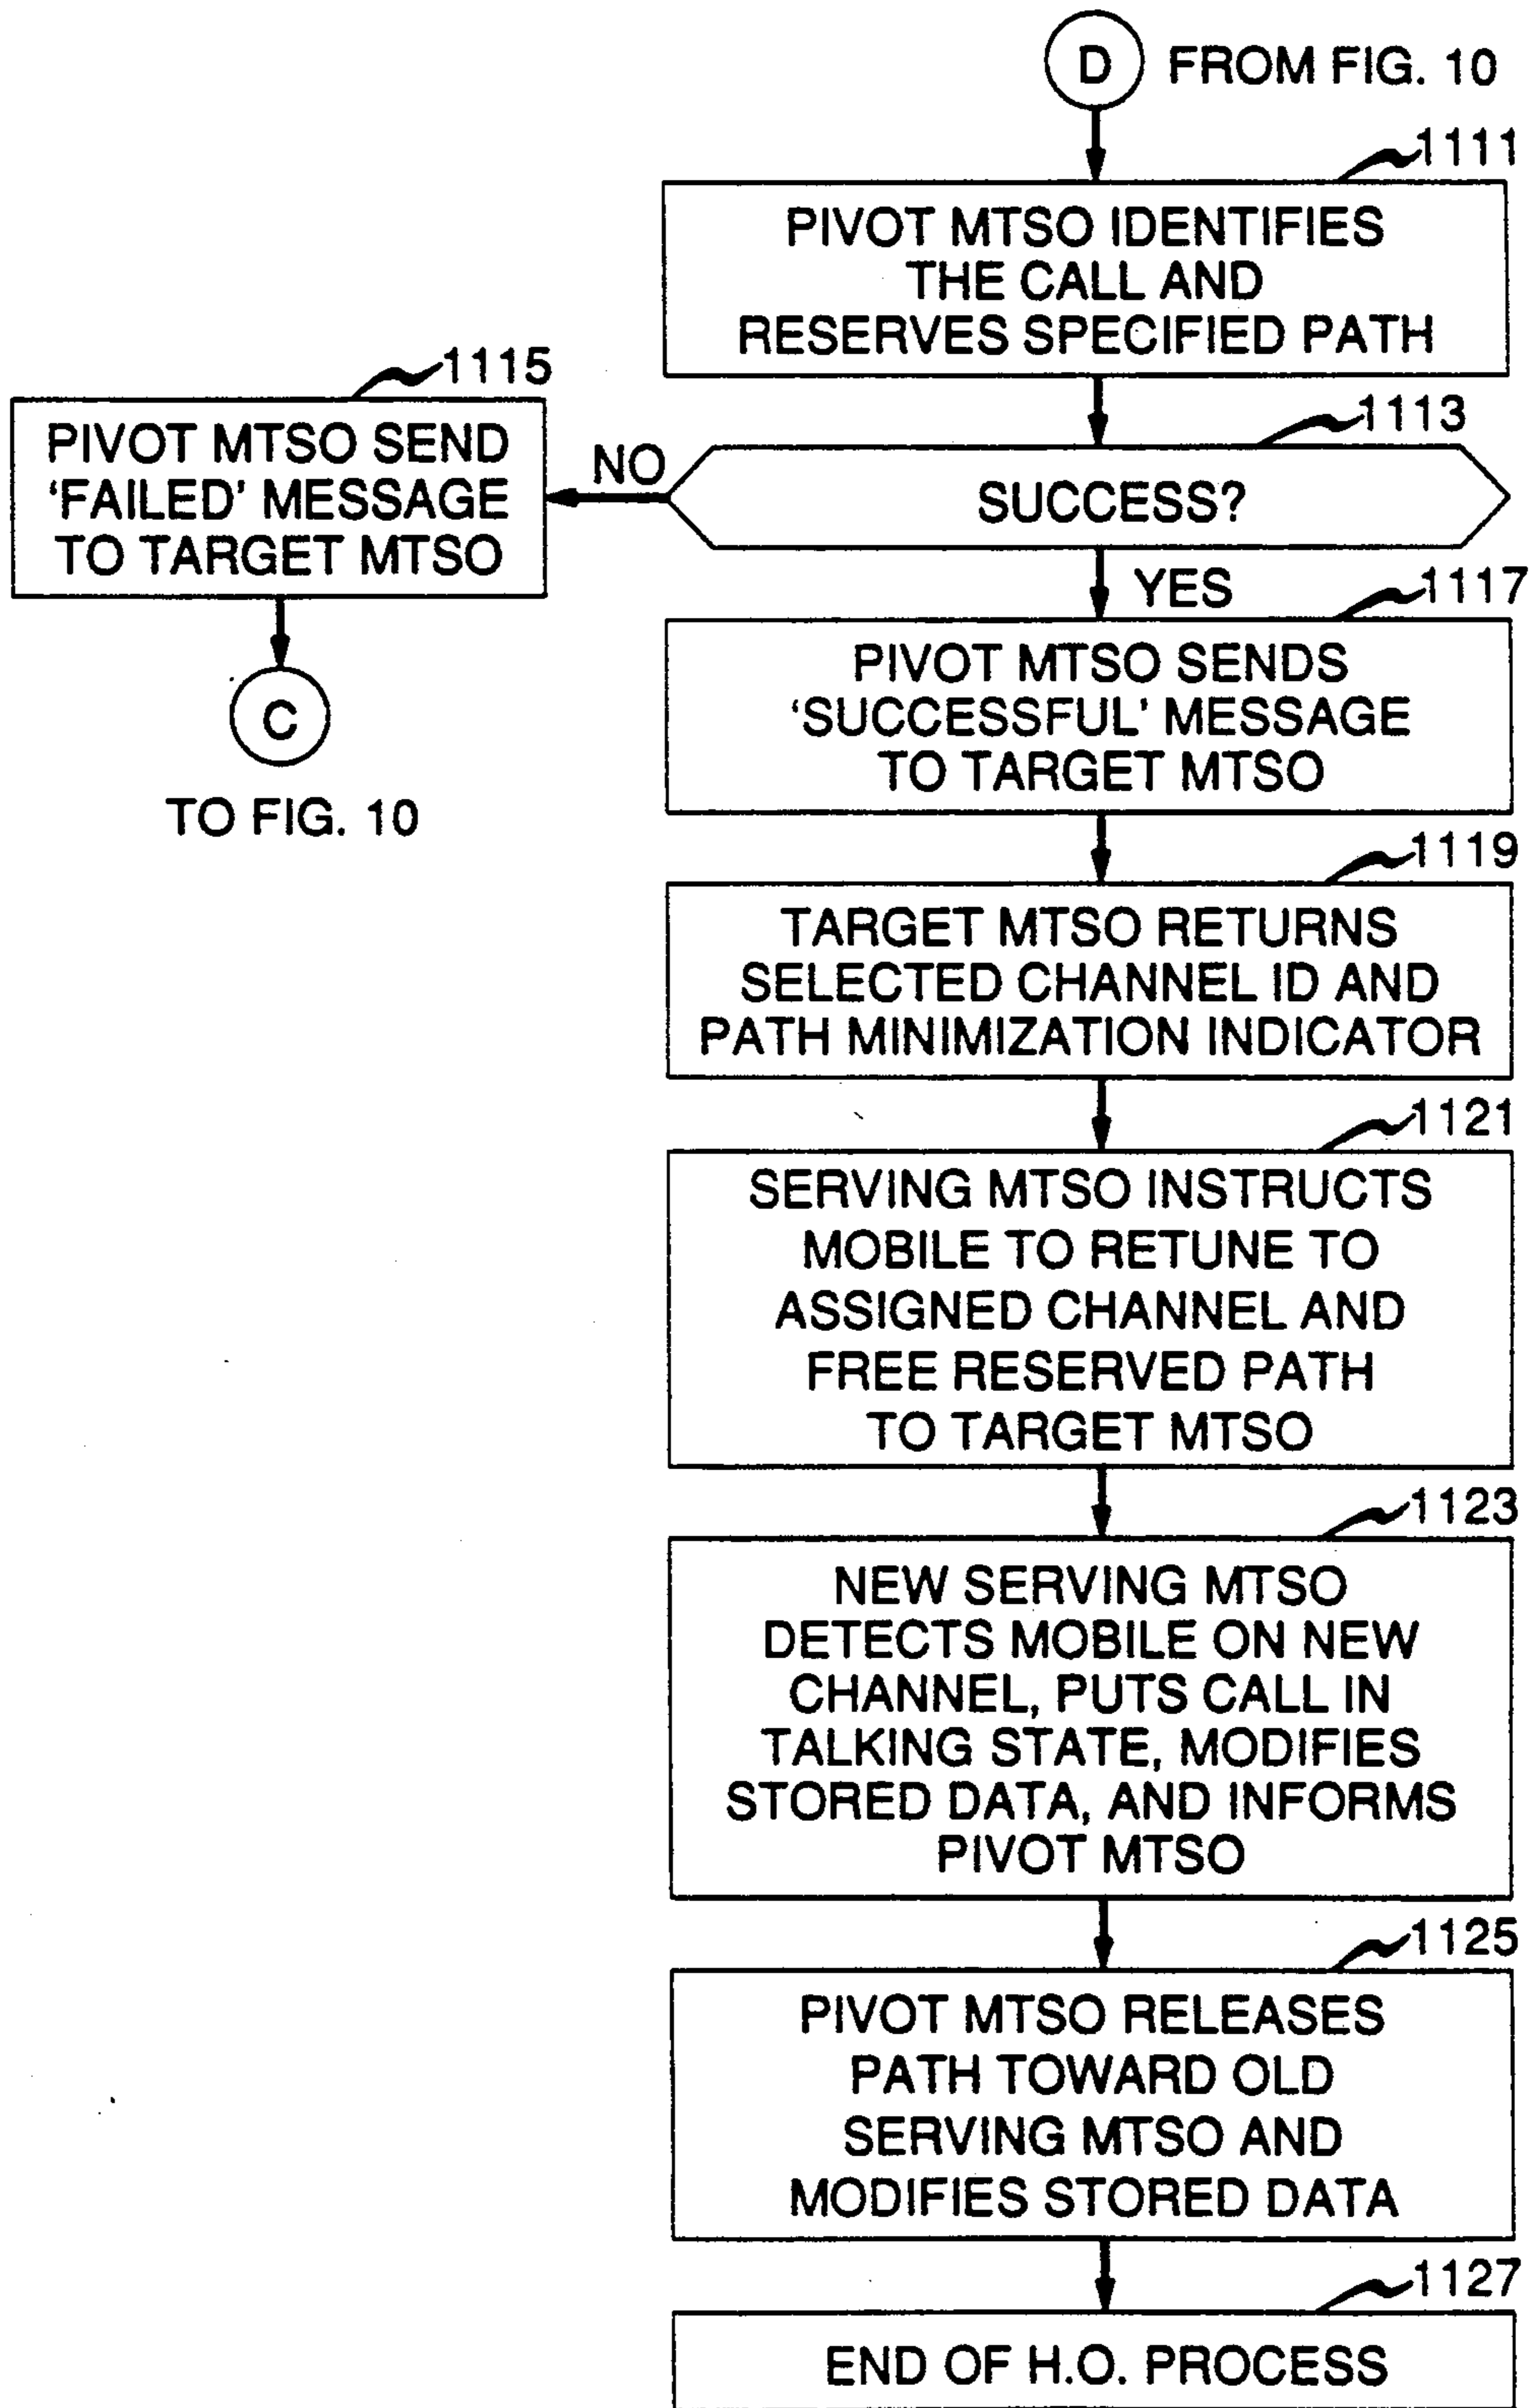 D FROM FIG. 10
1111
PIVOT MTSO IDENTIFIES
THE CALL AND
RESERVES SPECIFIED PATH
1113
SUCCESS?
NO
1115
PIVOT MTSO SEND
‘FAILED’ MESSAGE
TO TARGET MTSO
C
TO FIG. 10
YES
1117
PIVOT MTSO SENDS
‘SUCCESSFUL’ MESSAGE
TO TARGET MTSO
1119
TARGET MTSO RETURNS
SELECTED CHANNEL ID AND
PATH MINIMIZATION INDICATOR
1121
SERVING MTSO INSTRUCTS
MOBILE TO RETUNE TO
ASSIGNED CHANNEL AND
FREE RESERVED PATH
TO TARGET MTSO
1123
NEW SERVING MTSO
DETECTS MOBILE ON NEW
CHANNEL, PUTS CALL IN
TALKING STATE, MODIFIES
STORED DATA, AND INFORMS
PIVOT MTSO
1125
PIVOT MTSO RELEASES
PATH TOWARD OLD
SERVING MTSO AND
MODIFIES STORED DATA
1127
END OF H.O. PROCESS